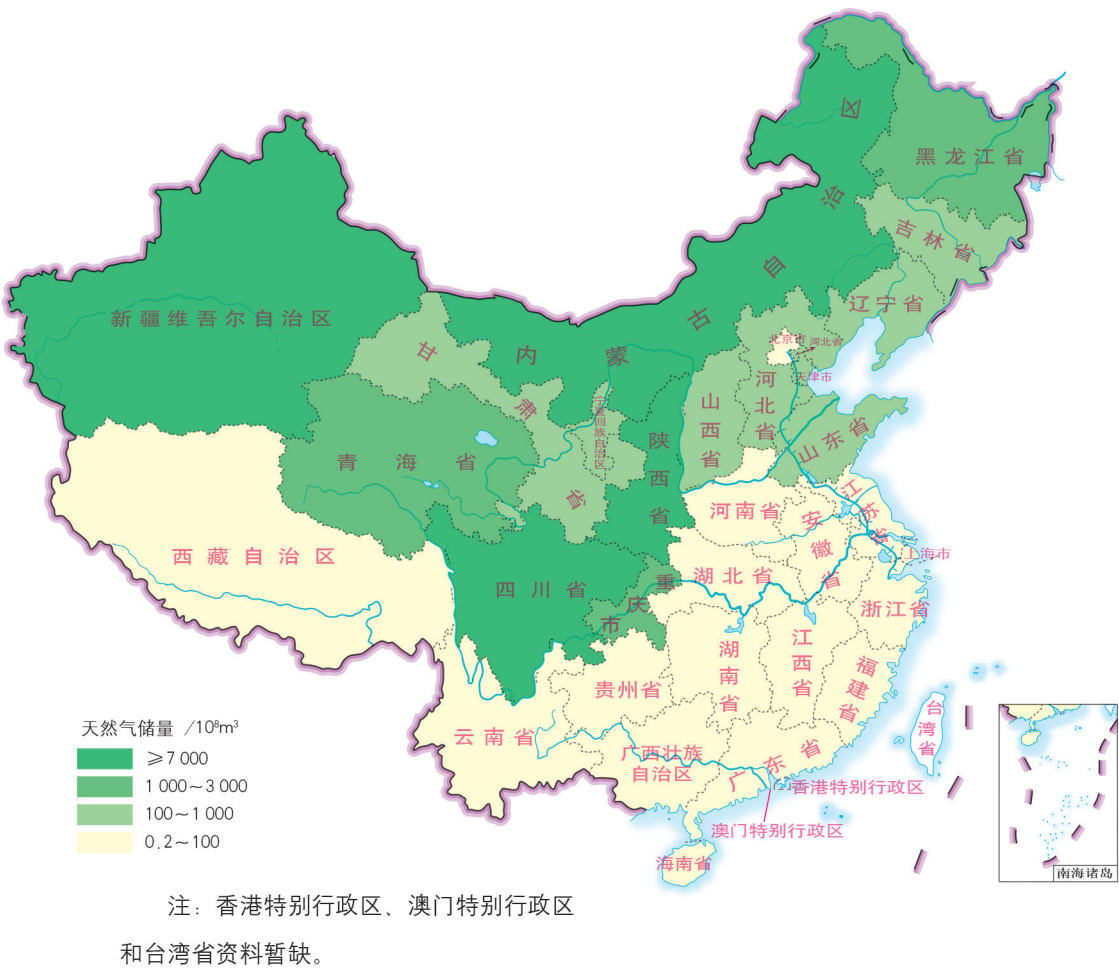 黑龙江省
吉林省
辽宁省
内蒙古自治区
新疆维吾尔自治区
甘肃省
北京市
河北省
天津市
河北省
山西省
宁夏回族自治区
陕西省
山东省
青海省
河南省
江苏省
安徽省
上海市
西藏自治区
四川省
重庆市
湖北省
浙江省
湖南省
江西省
福建省
贵州省
云南省
广西壮族
自治区
广东省
台湾省
香港特别行政区
澳门特别行政区
海南省
南海诸岛
天然气储量 /10⁸m³
≥7 000
1 000~3 000
100~1 000
0.2~100
注：香港特别行政区、澳门特别行政区
和台湾省资料暂缺。